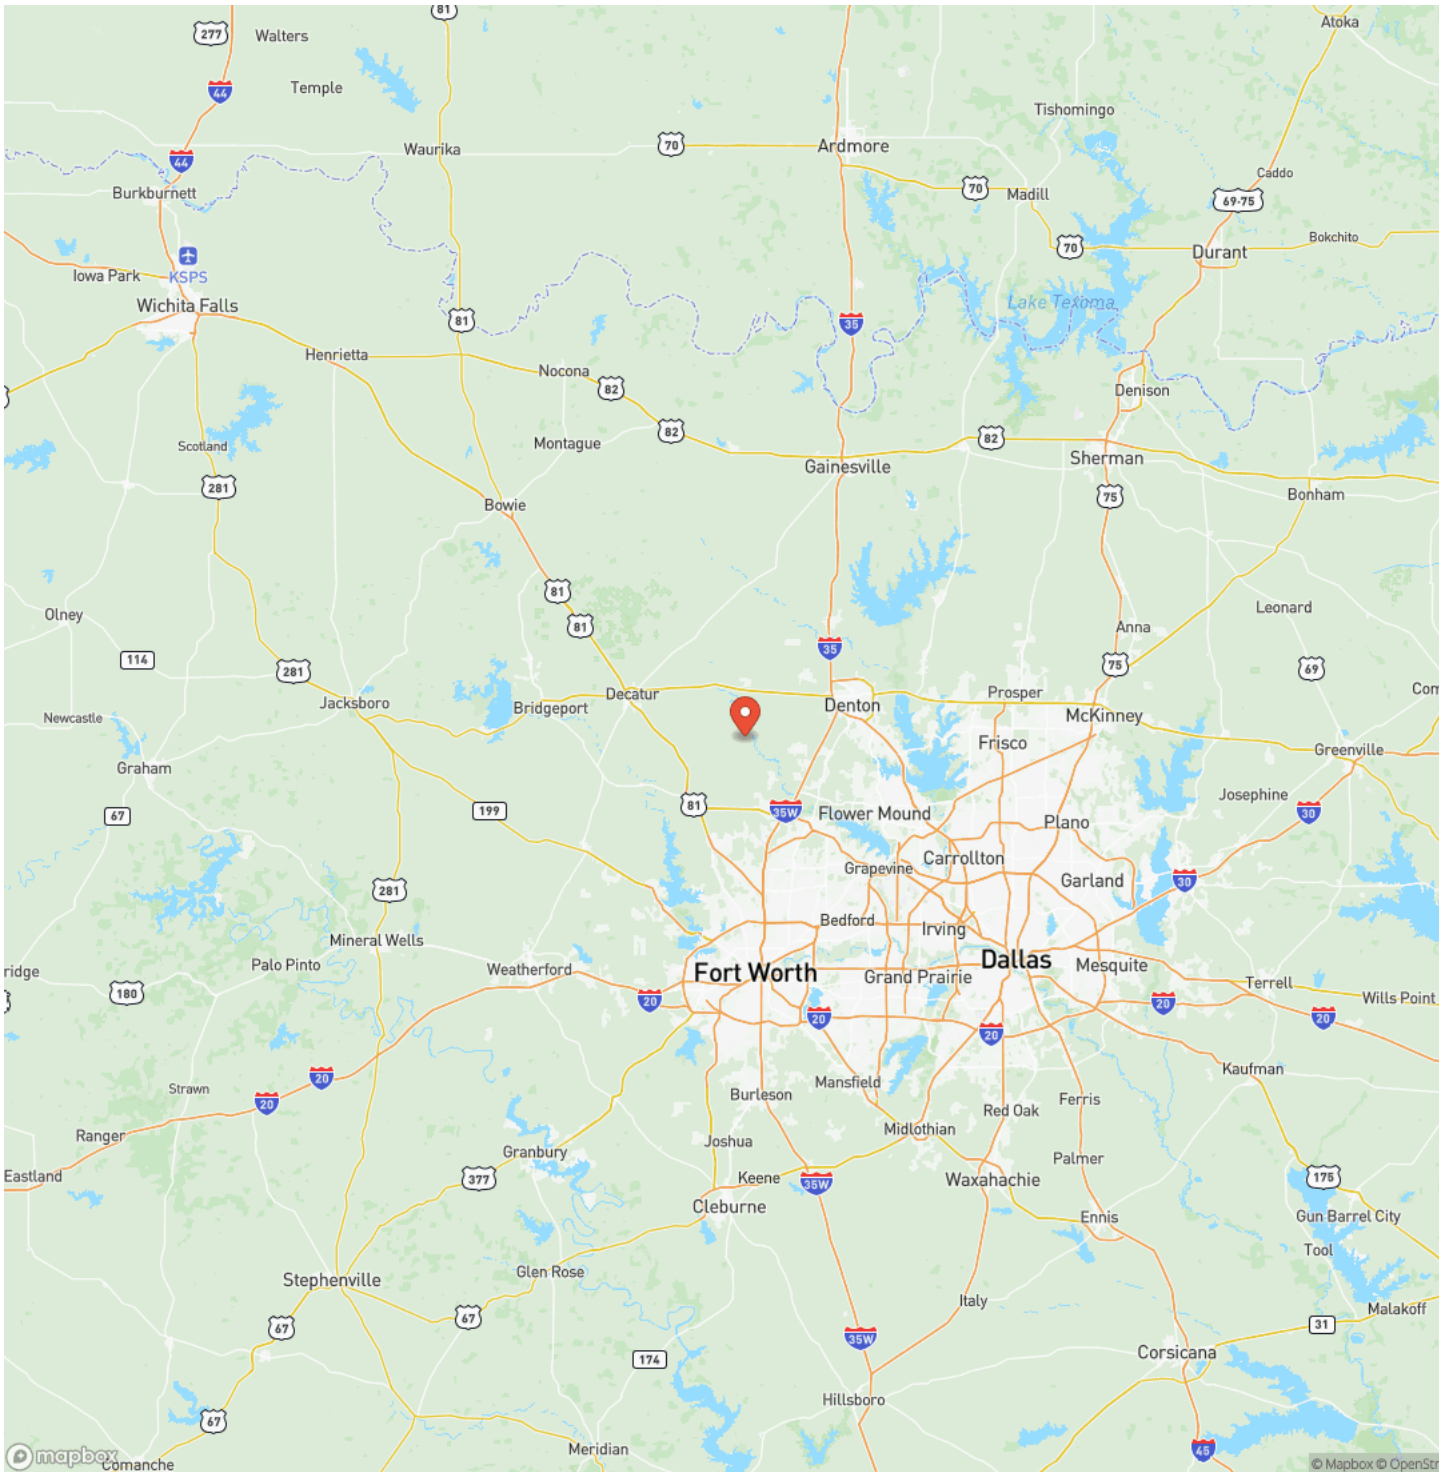 81
Atoka
277
Walters
44
Temple
Tishomingo
Ardmore
70
Waurika
44
Caddo
Burkburnett
70
Madill
69-75
Bokchito
70
Durant
KSPS
Iowa Park
Wichita Falls
Lake Texoma
81
35
Henrietta
Nocona
82
Denison
82
82
Scotland
Montague
Gainesville
Sherman
281
75
Bonham
Bowie
81
Leonard
Olney
81
Anna
35
114
281
75
69
Decatur
Prosper
Com
Jacksboro
Bridgeport
Denton
McKinney
Newcastle
Frisco
Greenville
Graham
Josephine
81
199
35W
Flower Mound
30
67
Plano
Carrollton
Grapevine
Garland
30
281
Bedford
Irving
Mineral Wells
Dallas
Palo Pinto
Weatherford
Fort Worth
Grand Prairie
Mesquite
ridge
Terrell
180
20
Wills Point
20
20
20
20
Kaufman
20
Strawn
Mansfield
20
Burleson
Ferris
Red Oak
Ranger
Midlothian
Joshua
Granbury
Palmer
Eastland
377
Keene
Waxahachie
175
35W
Cleburne
Ennis
Gun Barrel City
Tool
Glen Rose
Stephenville
Italy
Malakoff
67
67
31
35W
174
Corsicana
Hillsboro
67
45
Meridian
mapbox
Comanche
© Mapbox © OpenStr